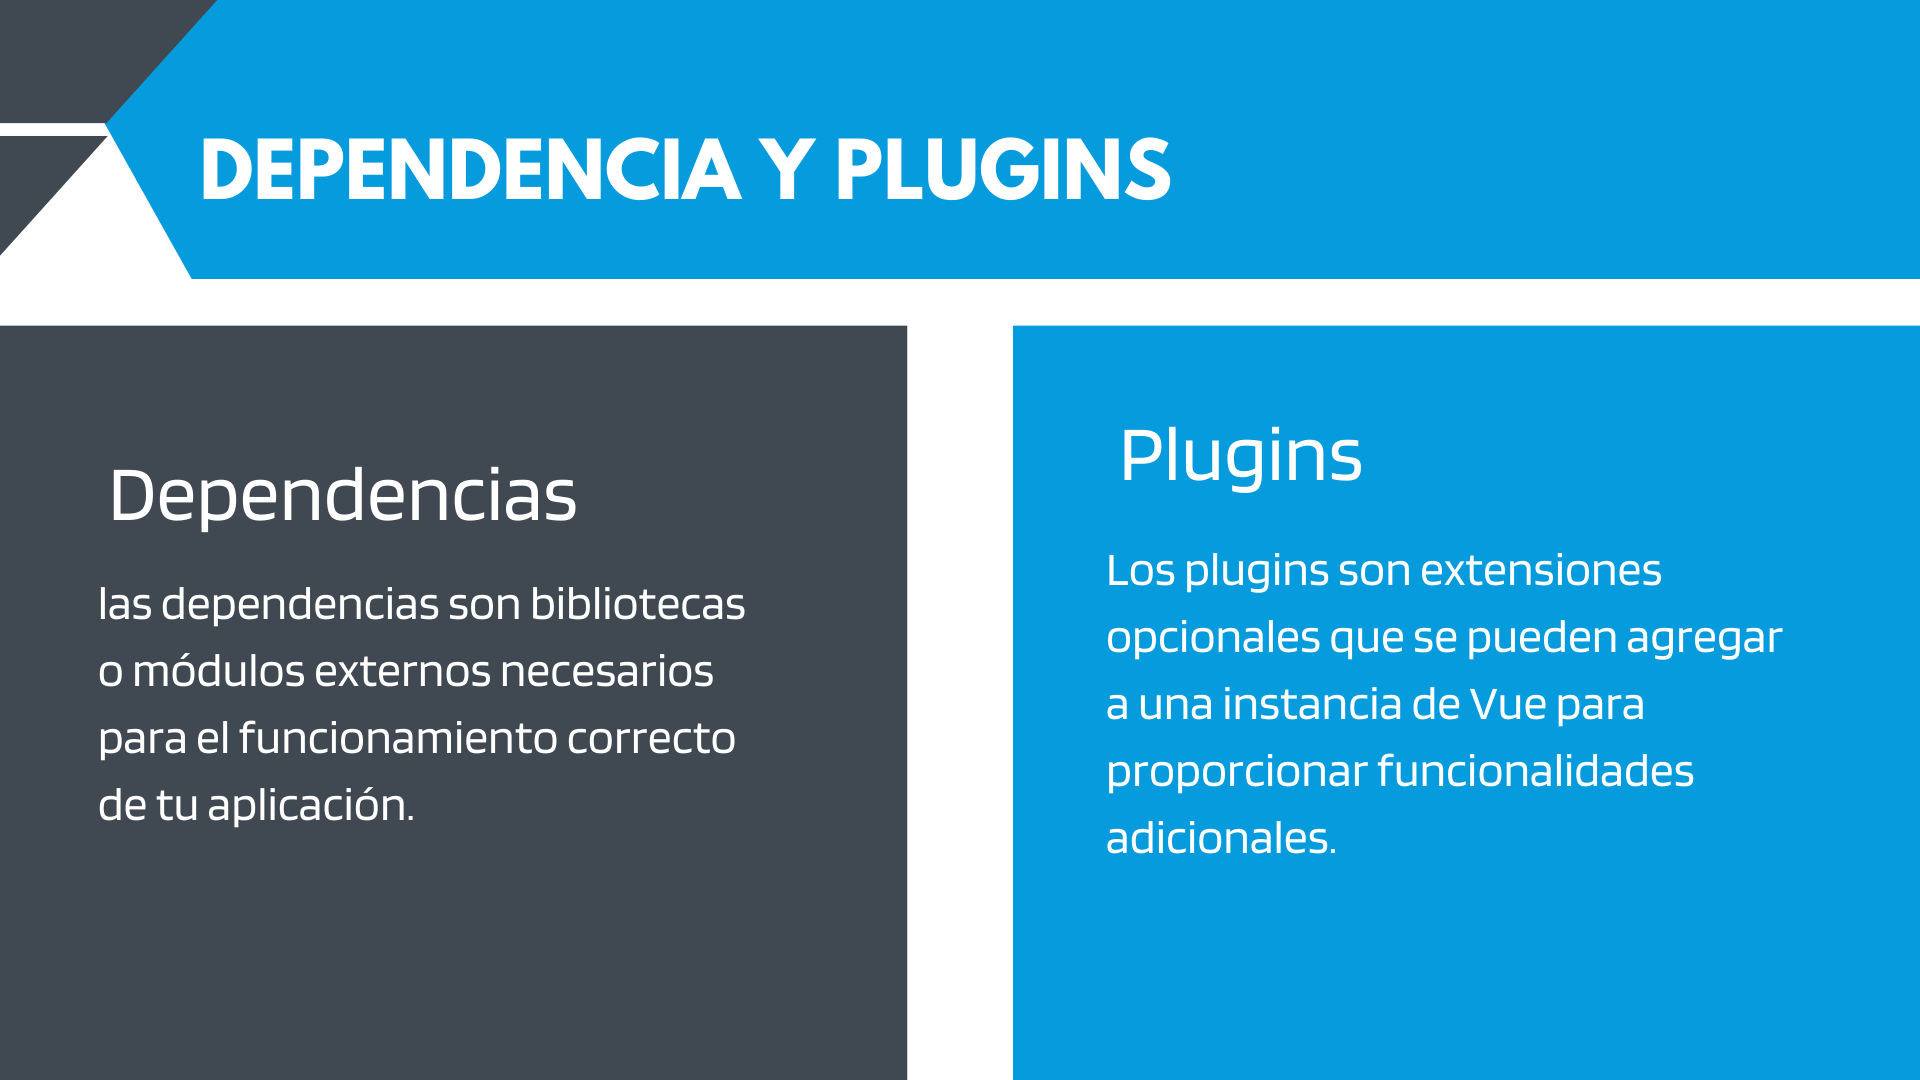 DEPENDENCIA Y PLUGINS
Dependencias
las dependencias son bibliotecas
o módulos externos necesarios
para el funcionamiento correcto
de tu aplicación.
Plugins
Los plugins son extensiones
opcionales que se pueden agregar
a una instancia de Vue para
proporcionar funcionalidades
adicionales.